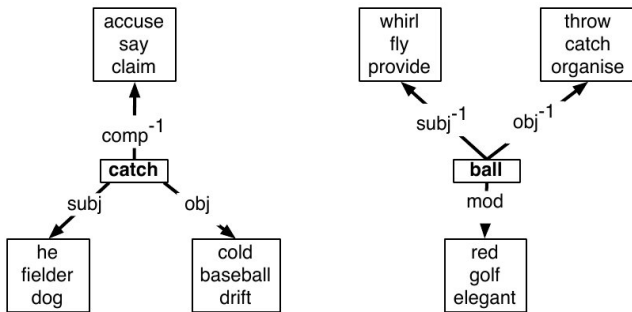 accuse
say
claim
comp-1
catch
subj
obj
he
fielder
dog
cold
baseball
drift
whirl
fly
provide
throw
catch
organise
subj-1
obj-1
ball
mod
red
golf
elegant